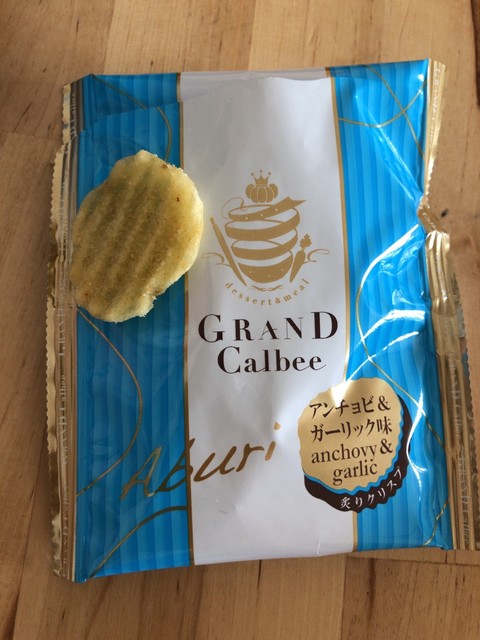 dessert & meal
GRAND
Calbee
Aburi
アンチョビ&
ガーリック味
anchovy &
garlic
炙りクリスプ